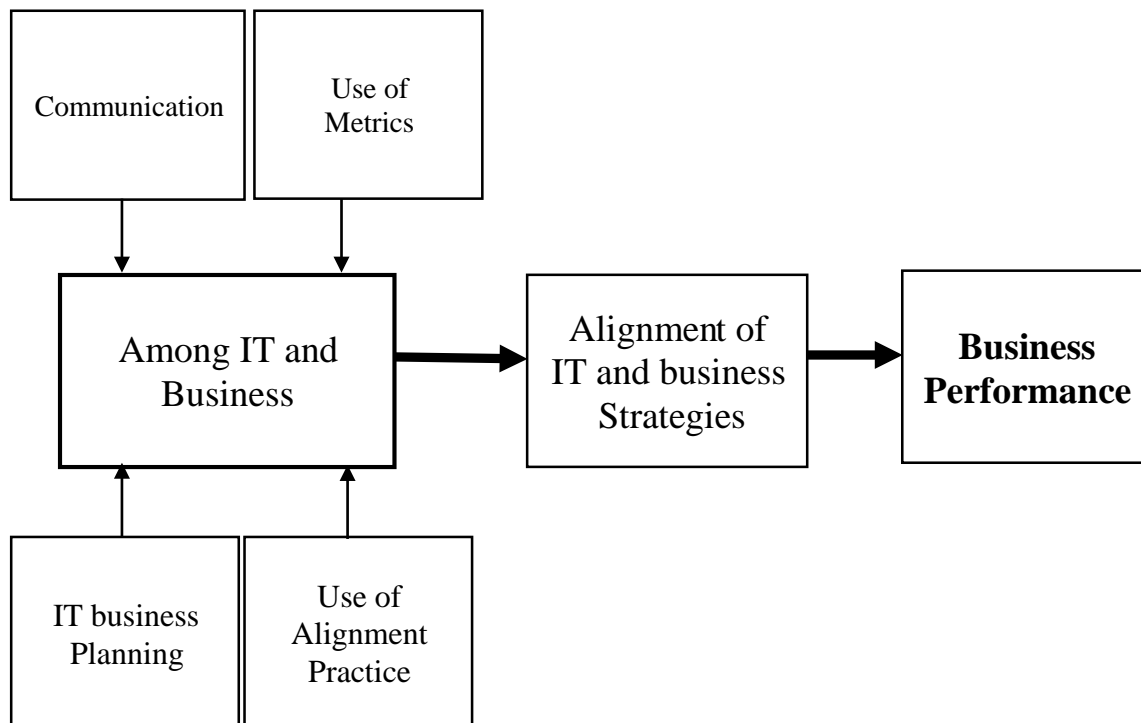 Communication
Use of
Metrics
Among IT and
Business
Alignment of
IT and business
Strategies
Business
Performance
IT business
Planning
Use of
Alignment
Practice